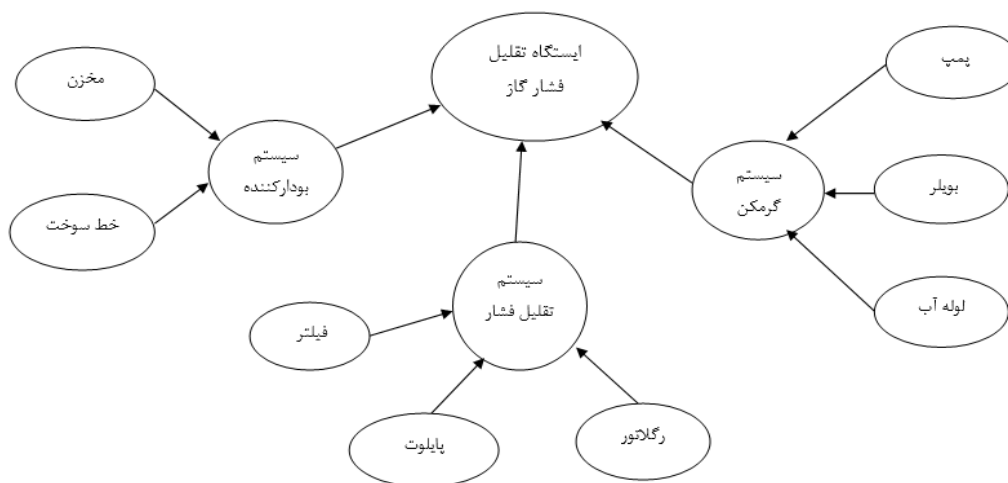 ایستگاه تقلیل
فشار گاز
پمپ
مخزن
سیستم
بودارکننده
سیستم
گرمکن
بویلر
خط سوخت
سیستم
تقلیل فشار
لوله آب
فیلتر
رگلاتور
پایلوت